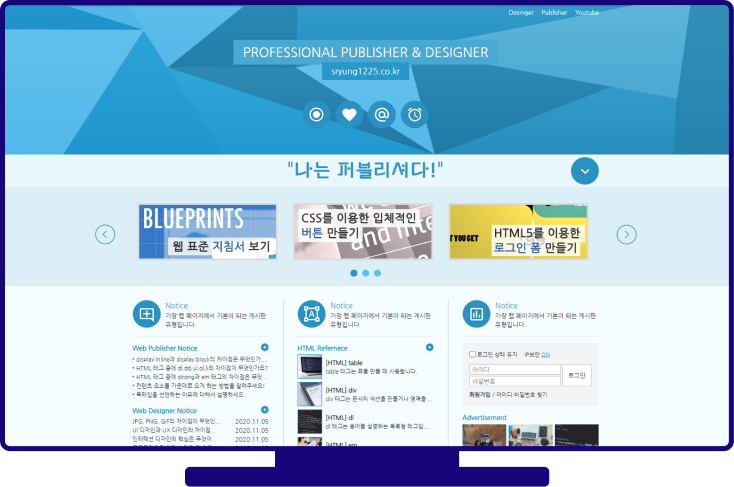 Desinger Publisher Youtube
PROFESSIONAL PUBLISHER & DESIGNER
sryung1225.co.kr
"나는 퍼블리셔다!"
BLUEPRINTS
웹 표준 지침서 보기
CSS를 이용한 입체적인
버튼 만들기
HTML5를 이용한
로그인 폼 만들기
Notice
가장 웹 페이지에서 기본이 되는 게시판
유형입니다.
Web Publisher Notice
• display inline과 display block의 차이점은 무엇인가...
• HTML 태그 중에 dl,dd,ul,ol,li의 차이점이 무엇인가요?
• HTML 태그 중에 strong과 em 태그의 차이점은 무엇...
• 컨텐츠 요소를 가운데로 오게 하는 방법을 알려주세요!
• 독타입을 선언하는 이유에 대해서 설명하세요.
Web Designer Notice
JPG, PNG, GIF의 차이점이 무엇인... 2020.11.05
UI 디자인과 UX 디자인의 차이점... 2020.11.05
인터랙션 디자인의 핵심은 무엇이... 2020.11.05
Notice
가장 웹 페이지에서 기본이 되는 게시판
유형입니다.
HTML Refernece
[HTML] table
table 태그는 표를 만들 때 사용합니다.
[HTML] div
div 태그는 문서의 섹션을 만들거나 영역을 ...
[HTML] dl
dl 태그는 용어를 설명하는 목록형 태그입...
[HTML] em
Notice
가장 웹 페이지에서 기본이 되는 게시판
유형입니다.
로그인 상태 유지 IP보안 ON
아이디
비밀번호
로그인
회원가입 / 아이디·비밀번호 찾기
Advertisement